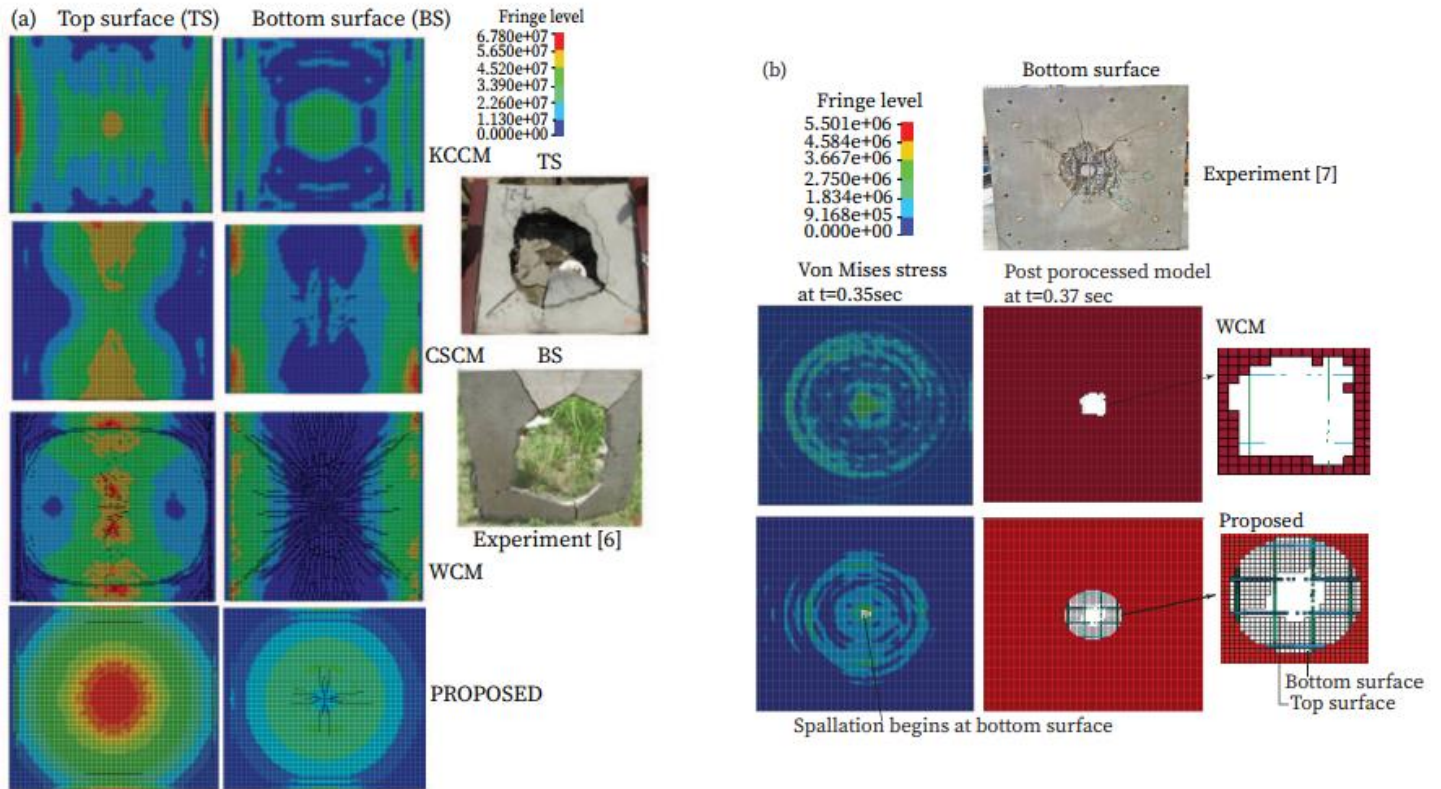 (a)
Top surface (TS)
Bottom surface (BS)
Fringe level
6.780e+07
5.650e+07
4.520e+07
3.390e+07
2.260e+07
1.130e+07
0.000e+00
KCCM
TS
CSCM
BS
Experiment [6]
WCM
PROPOSED
(b)
Bottom surface
Fringe level
5.501e+06
4.584e+06
3.667e+06
2.750e+06
1.834e+06
9.168e+05
0.000e+00
Experiment [7]
Von Mises stress
at t=0.35sec
Post porocessed model
at t=0.37 sec
WCM
Proposed
Bottom surface
Top surface
Spallation begins at bottom surface